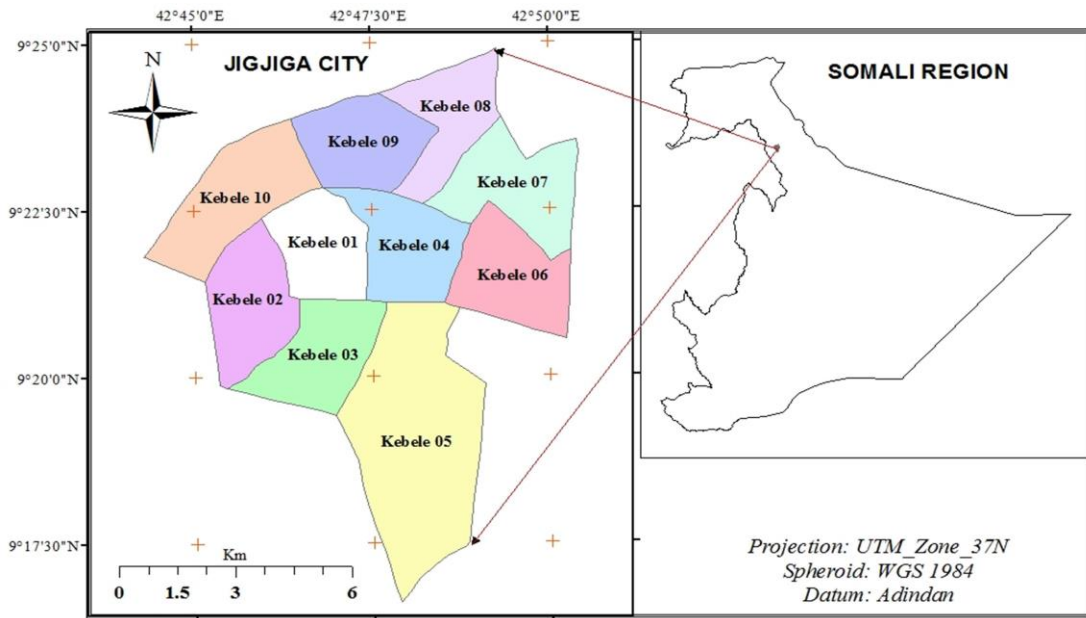 42°45'0"E 42°47'30"E 42°50'0"E
9°25'0"N
9°22'30"N
9°20'0"N
9°17'30"N
JIGJIGA CITY
N
Kebele 08
Kebele 09
Kebele 07
Kebele 10
Kebele 01
Kebele 04
Kebele 06
Kebele 02
Kebele 03
Kebele 05
Km
0 1.5 3 6
SOMALI REGION
Projection: UTM_Zone_37N
Spheroid: WGS 1984
Datum: Adindan